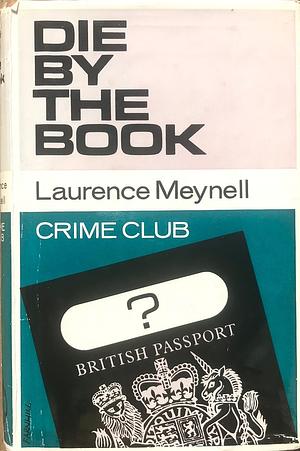 DIE
BY
THE
BOOK
Laurence Meynell
CRIME CLUB
?
BRITISH PASSPORT